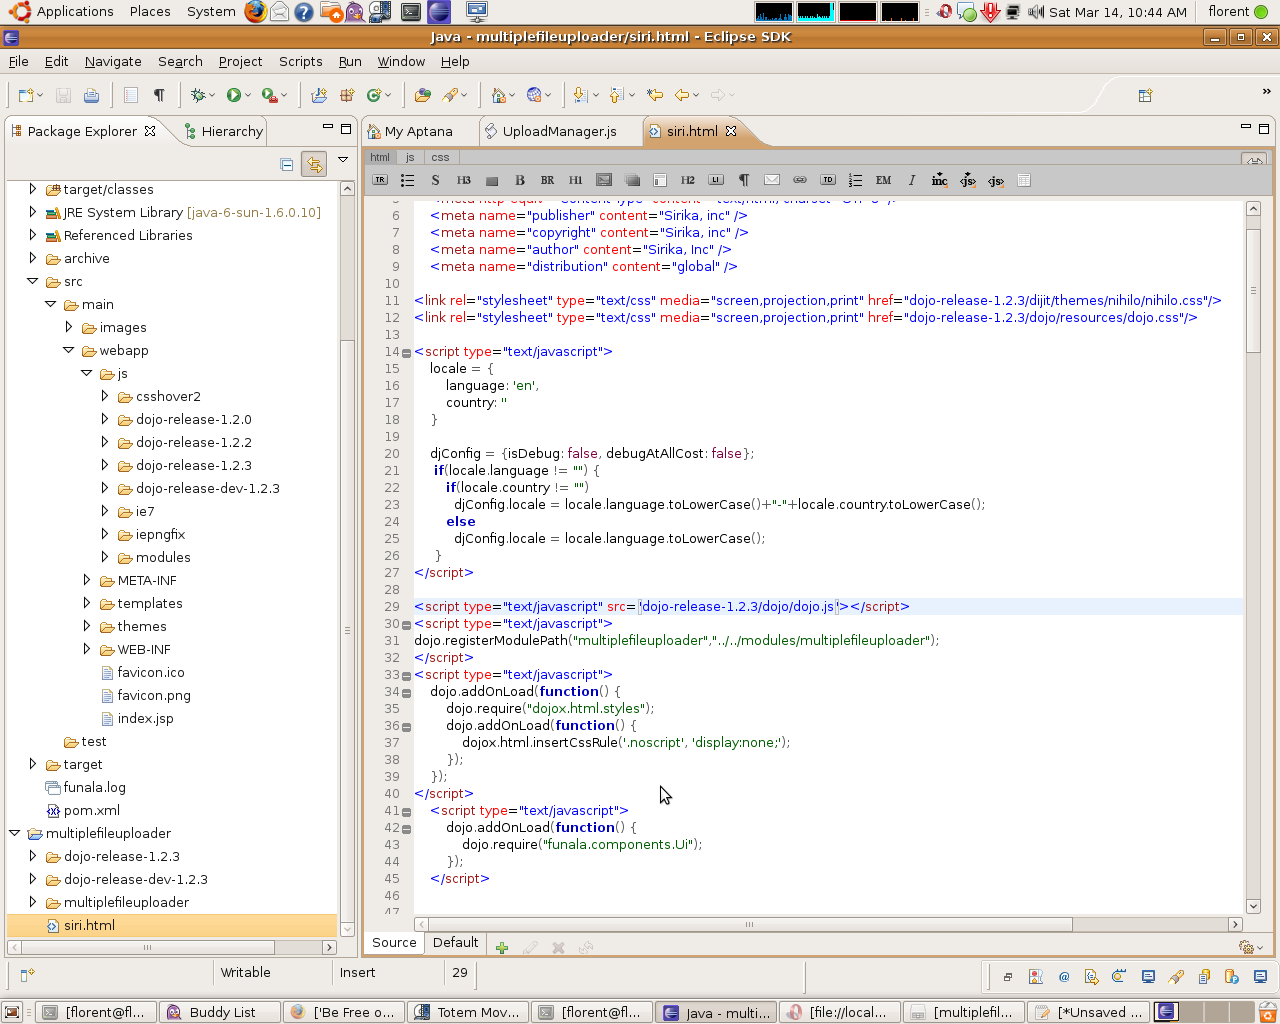 Applications Places System Sat Mar 14, 10:44 AM florent
Java - multiplefileuploader/siri.html - Eclipse SDK
File Edit Navigate Search Project Scripts Run Window Help
Package Explorer Hierarchy My Aptana UploadManager.js siri.html
html js css
TR S H3 B BR H1 H2 LI ¶ TD EM I inc js js
target/classes
JRE System Library [java-6-sun-1.6.0.10]
Referenced Libraries
archive
src
main
images
webapp
js
csshover2
dojo-release-1.2.0
dojo-release-1.2.2
dojo-release-1.2.3
dojo-release-dev-1.2.3
ie7
iepngfix
modules
META-INF
templates
themes
WEB-INF
favicon.ico
favicon.png
index.jsp
test
target
funala.log
pom.xml
multiplefileuploader
dojo-release-1.2.3
dojo-release-dev-1.2.3
multiplefileuploader
siri.html
6 <meta name="publisher" content="Sirika, inc" />
7 <meta name="copyright" content="Sirika, inc" />
8 <meta name="author" content="Sirika, Inc" />
9 <meta name="distribution" content="global" />
10
11 <link rel="stylesheet" type="text/css" media="screen,projection,print" href="dojo-release-1.2.3/dijit/themes/nihilo/nihilo.css"/>
12 <link rel="stylesheet" type="text/css" media="screen,projection,print" href="dojo-release-1.2.3/dojo/resources/dojo.css"/>
13
14 <script type="text/javascript">
15 locale = {
16 language: 'en',
17 country: ''
18 }
19
20 djConfig = {isDebug: false, debugAtAllCost: false};
21 if(locale.language != "") {
22 if(locale.country != "")
23 djConfig.locale = locale.language.toLowerCase()+"-"+locale.country.toLowerCase();
24 else
25 djConfig.locale = locale.language.toLowerCase();
26 }
27 </script>
28
29 <script type="text/javascript" src='dojo-release-1.2.3/dojo/dojo.js'></script>
30 <script type="text/javascript">
31 dojo.registerModulePath("multiplefileuploader","../../modules/multiplefileuploader");
32 </script>
33 <script type="text/javascript">
34 dojo.addOnLoad(function() {
35 dojo.require("dojox.html.styles");
36 dojo.addOnLoad(function() {
37 dojox.html.insertCssRule('.noscript', 'display:none;');
38 });
39 });
40 </script>
41 <script type="text/javascript">
42 dojo.addOnLoad(function() {
43 dojo.require("funala.components.Ui");
44 });
45 </script>
46
47
Source Default
Writable Insert 29
[florent@fl... Buddy List ['Be Free o... Totem Mov... [florent@fl... Java - multi... [file://local... [multiplefil... [*Unsaved ...